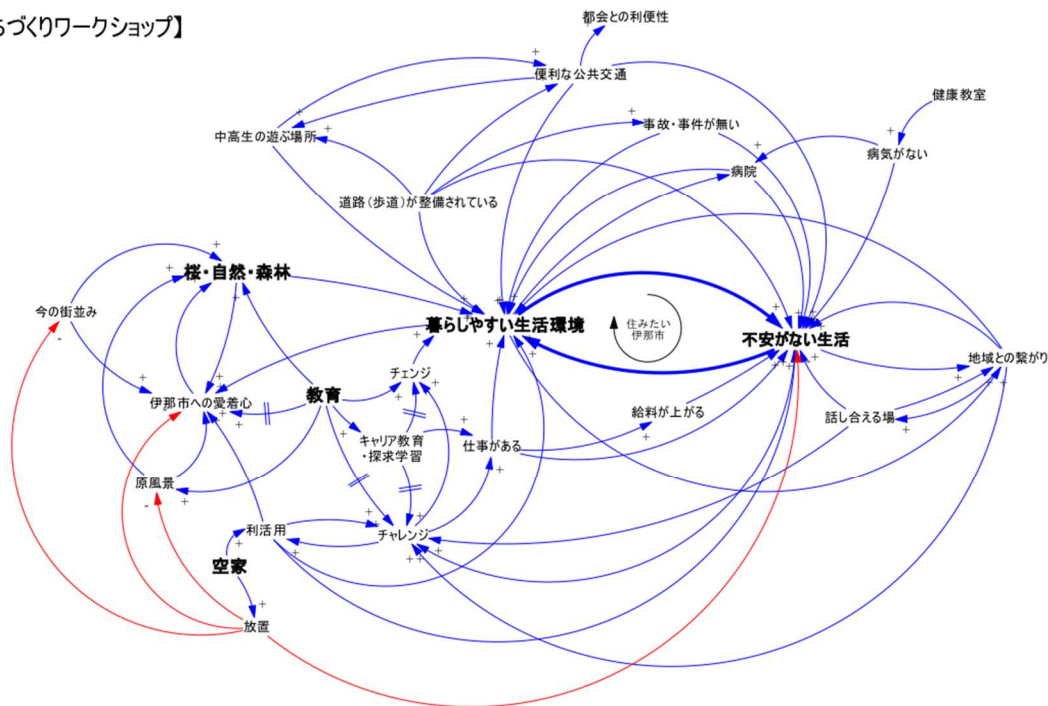 づくりワークショップ】
都会との利便性
便利な公共交通
健康教室
中高生の遊ぶ場所
事故・事件が無い
病気がない
病院
道路(歩道)が整備されている
桜・自然・森林
今の街並み
暮らしやすい生活環境
住みたい
伊那市
不安がない生活
地域との繋がり
チェンジ
教育
伊那市への愛着心
給料が上がる
話し合える場
キャリア教育
・探求学習
仕事がある
原風景
利活用
チャレンジ
空家
放置